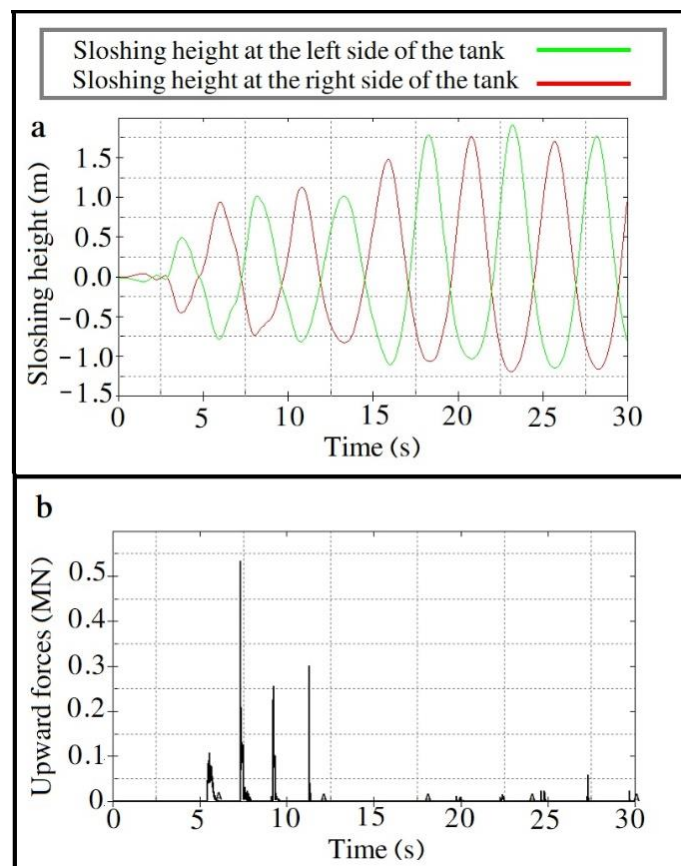 Sloshing height at the left side of the tank
Sloshing height at the right side of the tank
a
Sloshing height (m)
1.5
1.0
0.5
0.0
−0.5
−1.0
−1.5
0 5 10 15 20 25 30
Time (s)
b
Upward forces (MN)
0.5
0.4
0.3
0.2
0.1
0
0 5 10 15 20 25 30
Time (s)